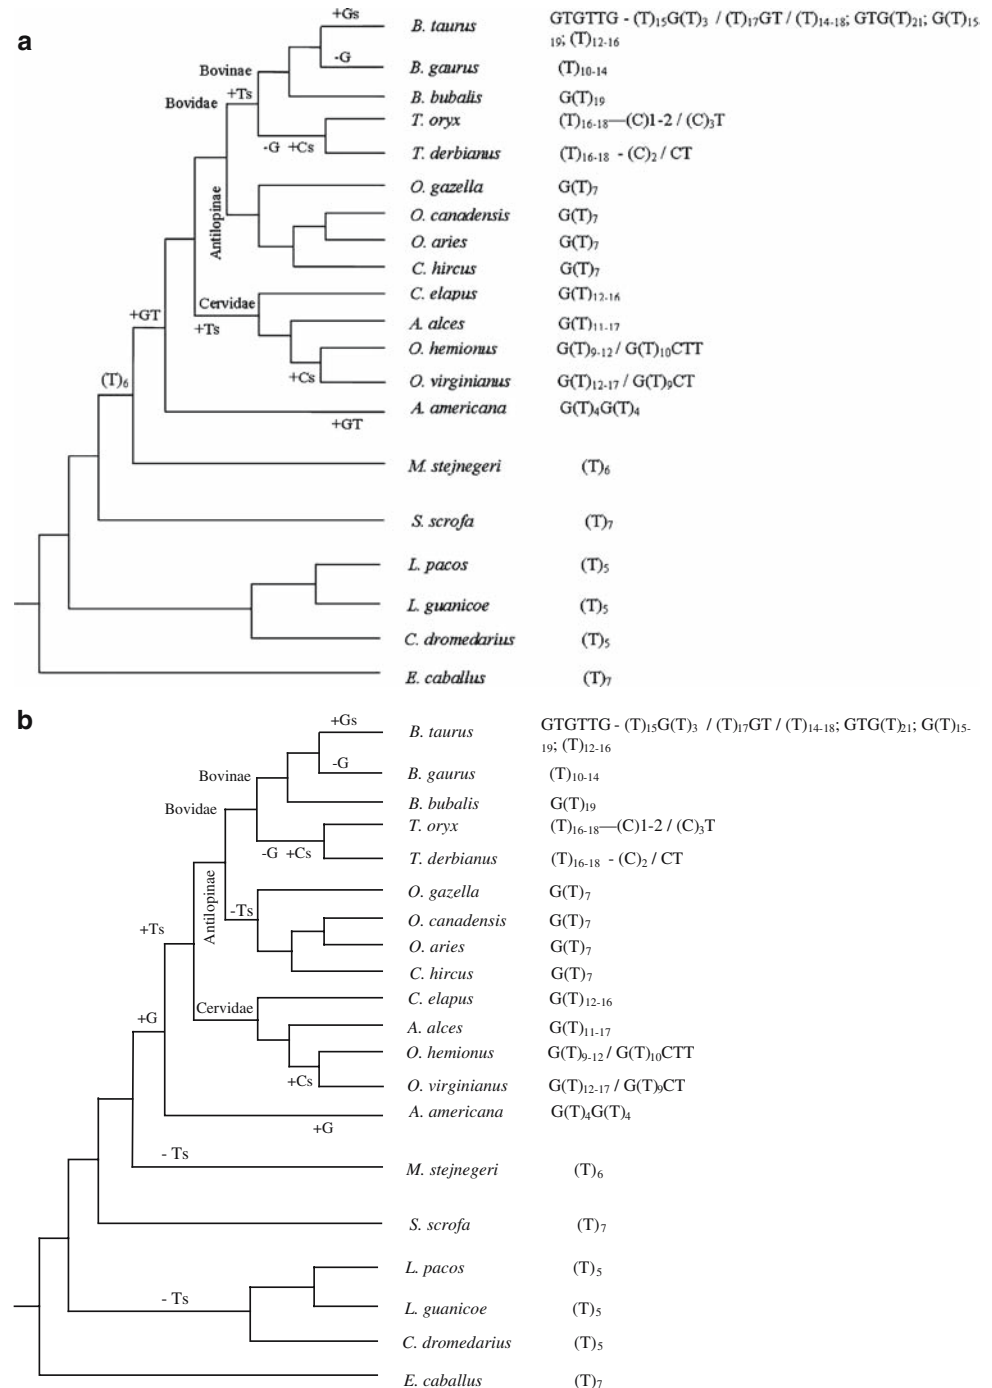 a
+Gs
B. taurus GTGTTG - (T)15G(T)3 / (T)17GT / (T)14-18; GTG(T)21; G(T)15-
19; (T)12-16
-G
Bovinae B. gaurus (T)10-14
+Ts
Bovidae B. bubalis G(T)19
T. oryx (T)16-18—(C)1-2 / (C)3T
-G +Cs
T. derbianus (T)16-18 - (C)2 / CT
O. gazella G(T)7
Antilopinae
O. canadensis G(T)7
O. aries G(T)7
C. hircus G(T)7
Cervidae C. elapus G(T)12-16
+GT
+Ts A. alces G(T)11-17
O. hemionus G(T)9-12 / G(T)10CTT
(T)6 +Cs
O. virginianus G(T)12-17 / G(T)9CT
A. americana G(T)4G(T)4
+GT
M. stejnegeri (T)6
S. scrofa (T)7
L. pacos (T)5
L. guanicoe (T)5
C. dromedarius (T)5
E. caballus (T)7
b
+Gs
B. taurus GTGTTG - (T)15G(T)3 / (T)17GT / (T)14-18; GTG(T)21; G(T)15-
19; (T)12-16
-G
Bovinae B. gaurus (T)10-14
Bovidae B. bubalis G(T)19
T. oryx (T)16-18—(C)1-2 / (C)3T
-G +Cs
T. derbianus (T)16-18 - (C)2 / CT
O. gazella G(T)7
Antilopinae
-Ts
O. canadensis G(T)7
+Ts
O. aries G(T)7
C. hircus G(T)7
Cervidae C. elapus G(T)12-16
+G
A. alces G(T)11-17
O. hemionus G(T)9-12 / G(T)10CTT
+Cs
O. virginianus G(T)12-17 / G(T)9CT
A. americana G(T)4G(T)4
+G
- Ts
M. stejnegeri (T)6
S. scrofa (T)7
L. pacos (T)5
- Ts
L. guanicoe (T)5
C. dromedarius (T)5
E. caballus (T)7